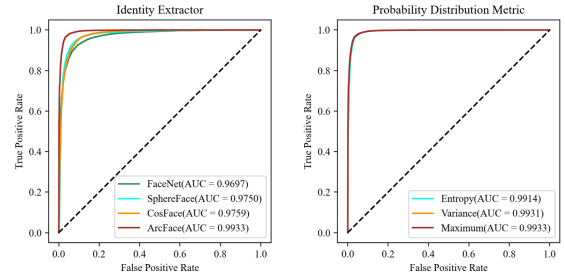 Identity Extractor
True Positive Rate
1.0
0.8
0.6
0.4
0.2
0.0
FaceNet(AUC = 0.9697)
SphereFace(AUC = 0.9750)
CosFace(AUC = 0.9759)
ArcFace(AUC = 0.9933)
0.0 0.2 0.4 0.6 0.8 1.0
False Positive Rate
Probability Distribution Metric
True Positive Rate
1.0
0.8
0.6
0.4
0.2
0.0
Entropy(AUC = 0.9914)
Variance(AUC = 0.9931)
Maximum(AUC = 0.9933)
0.0 0.2 0.4 0.6 0.8 1.0
False Positive Rate